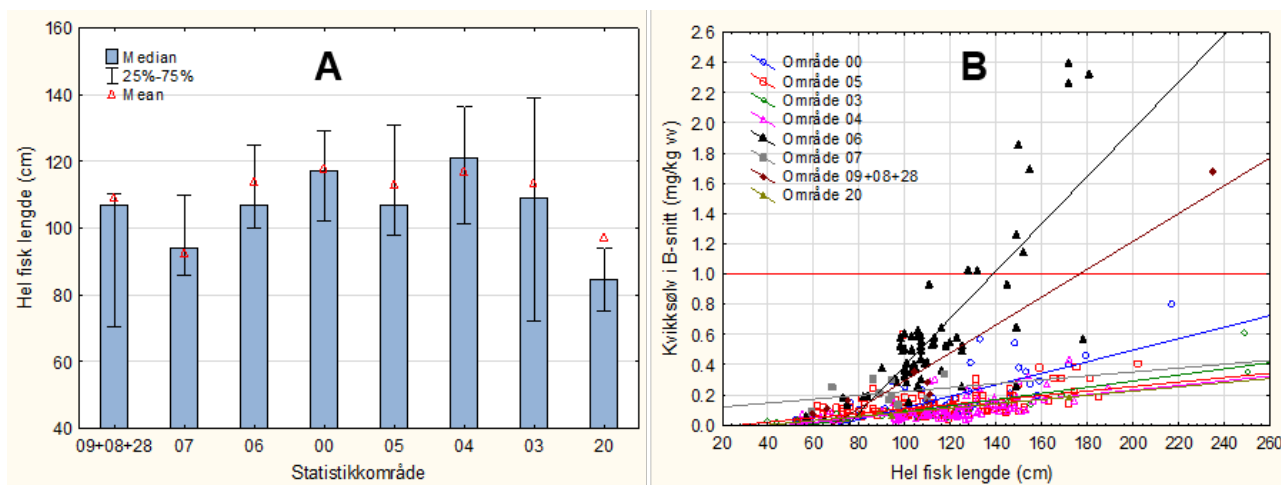 A
Median
25%-75%
Mean
160
140
120
100
80
60
40
Hel fisk lengde (cm)
09+08+28 07 06 00 05 04 03 20
Statistikkområde
B
Område 00
Område 05
Område 03
Område 04
Område 06
Område 07
Område 09+08+28
Område 20
2.6
2.4
2.2
2.0
1.8
1.6
1.4
1.2
1.0
0.8
0.6
0.4
0.2
0.0
Kvikksølv i B-snitt (mg/kg vv)
20 40 60 80 100 120 140 160 180 200 220 240 260
Hel fisk lengde (cm)